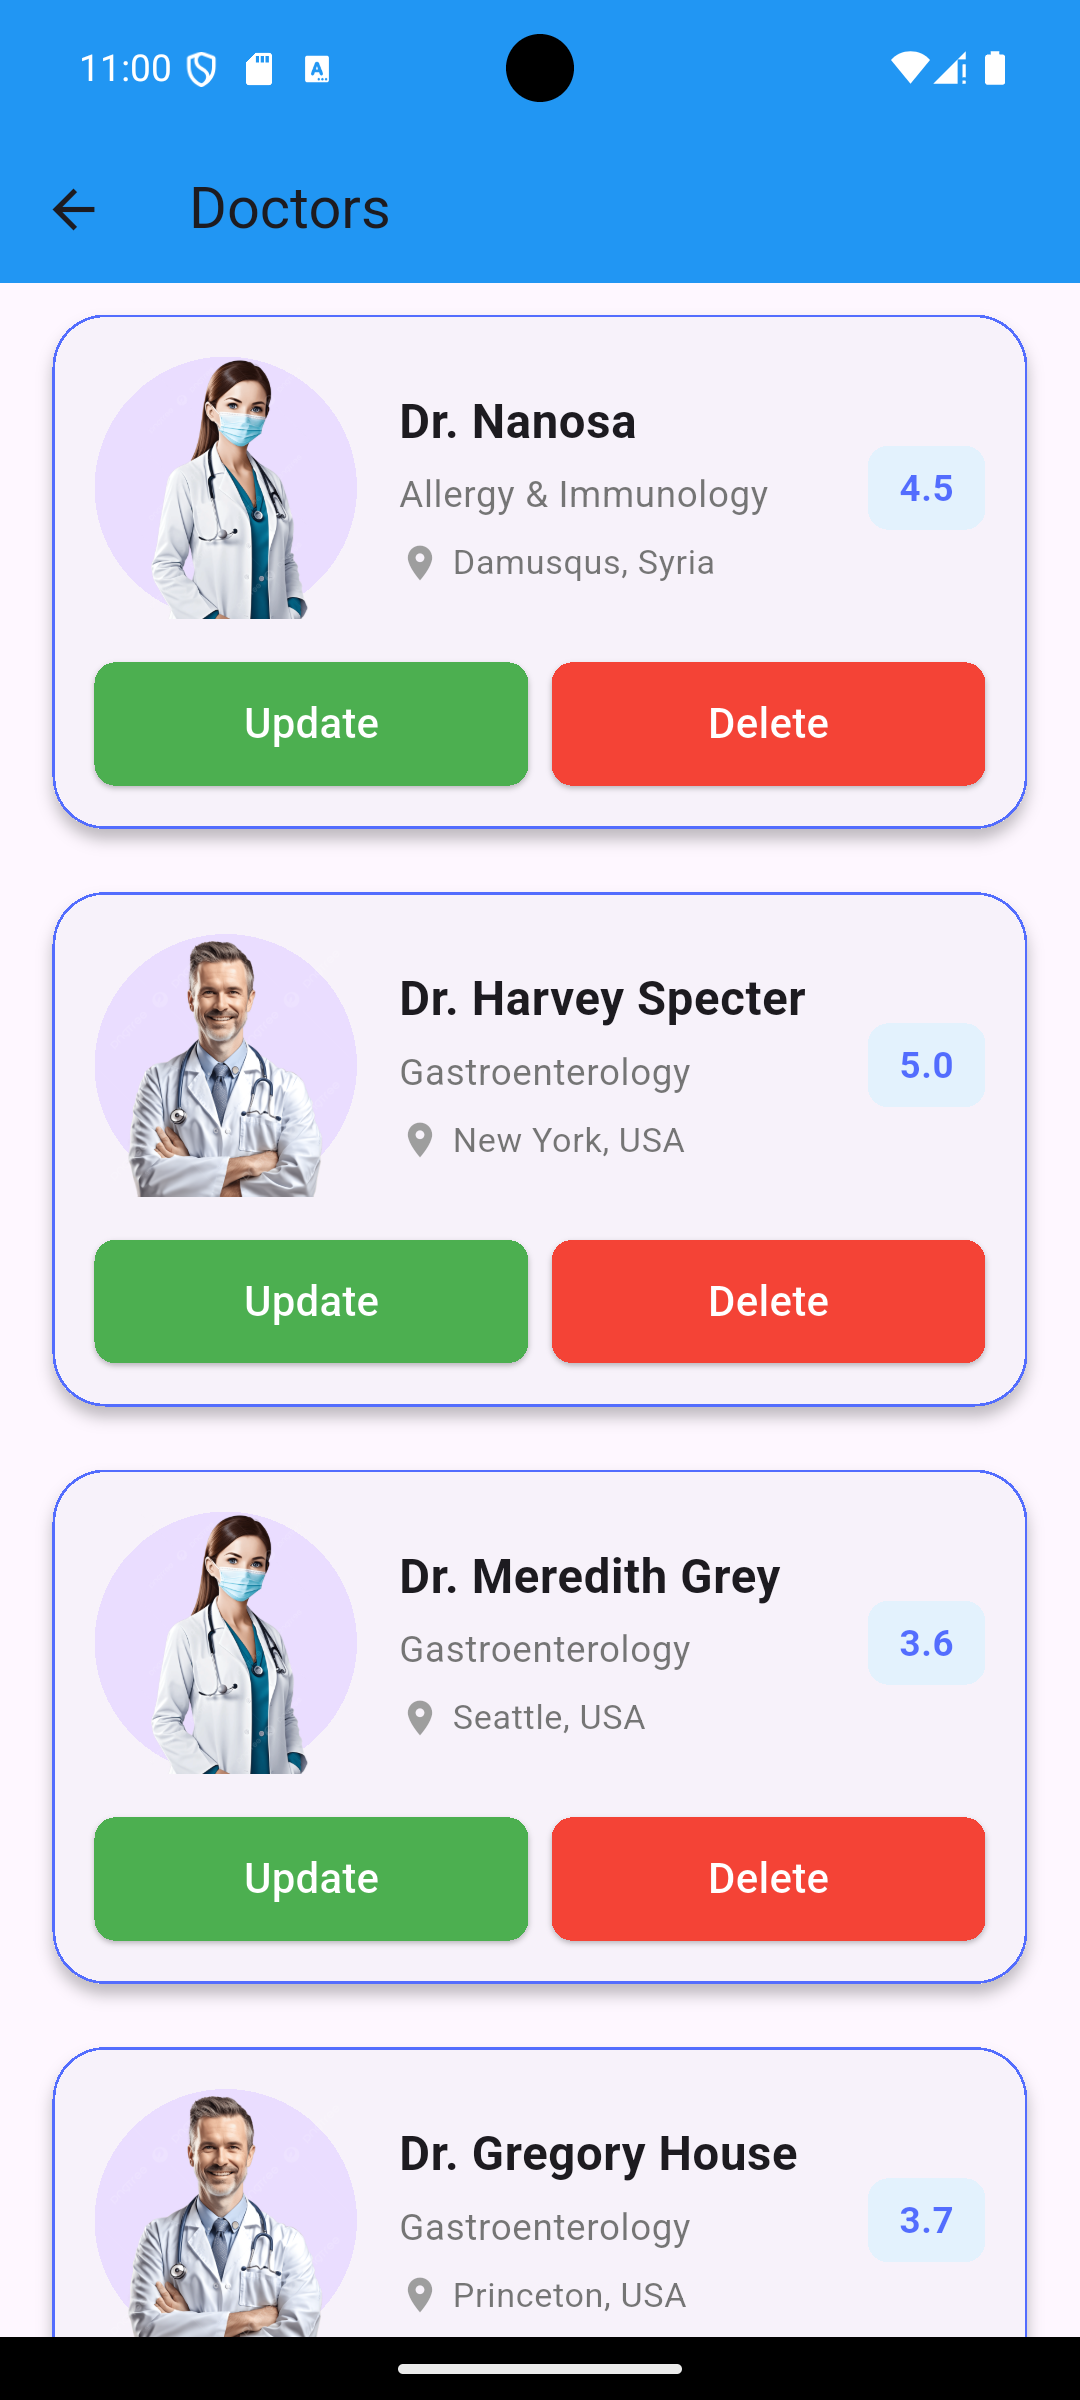 11:00
Doctors
Dr. Nanosa
Allergy & Immunology
4.5
Damusqus, Syria
Update
Delete
Dr. Harvey Specter
Gastroenterology
5.0
New York, USA
Update
Delete
Dr. Meredith Grey
Gastroenterology
3.6
Seattle, USA
Update
Delete
Dr. Gregory House
Gastroenterology
3.7
Princeton, USA